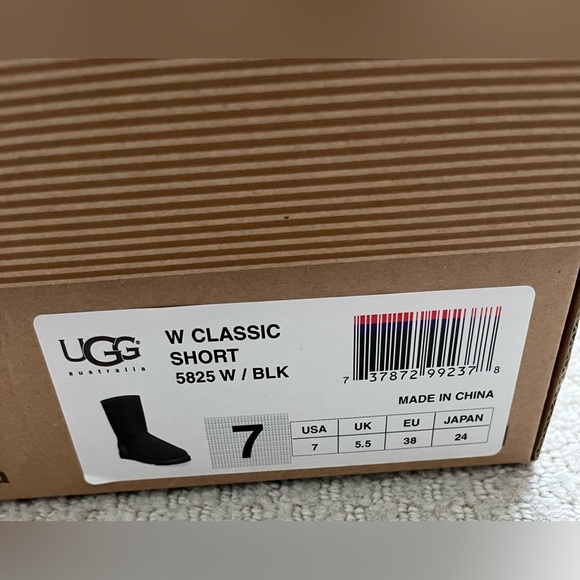 UGG®
australia
W CLASSIC
SHORT
5825 W / BLK
7 37872 99237 8
MADE IN CHINA
7
USA UK EU JAPAN
7 5.5 38 24
a